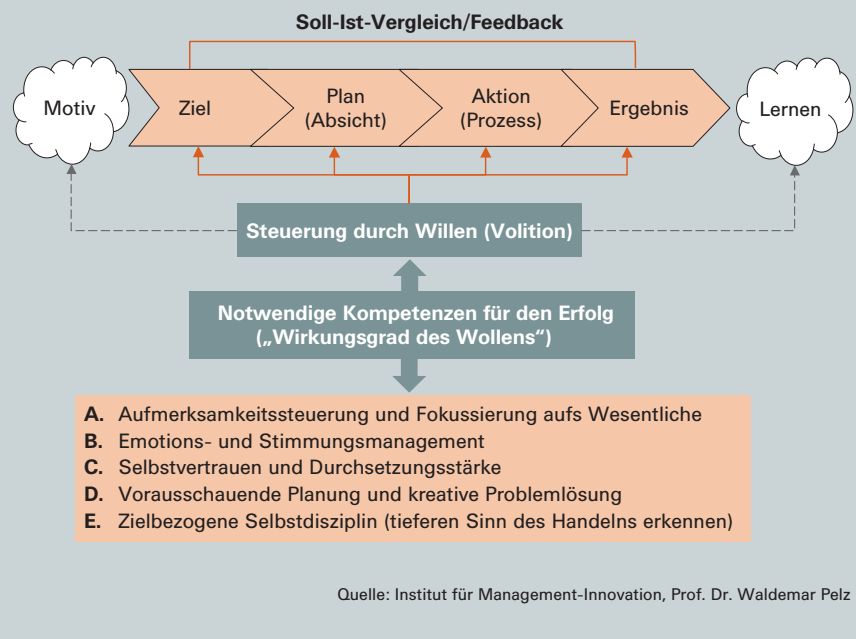 Soll-Ist-Vergleich/Feedback
Motiv
Ziel
Plan
(Absicht)
Aktion
(Prozess)
Ergebnis
Lernen
Steuerung durch Willen (Volition)
Notwendige Kompetenzen für den Erfolg
(„Wirkungsgrad des Wollens“)
A. Aufmerksamkeitssteuerung und Fokussierung aufs Wesentliche
B. Emotions- und Stimmungsmanagement
C. Selbstvertrauen und Durchsetzungsstärke
D. Vorausschauende Planung und kreative Problemlösung
E. Zielbezogene Selbstdisziplin (tieferen Sinn des Handelns erkennen)
Quelle: Institut für Management-Innovation, Prof. Dr. Waldemar Pelz